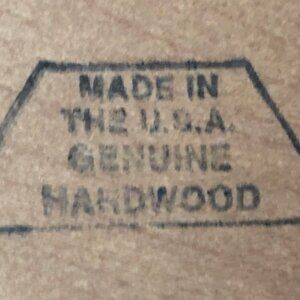 MADE IN
THE U.S.A.
GENUINE
HARDWOOD